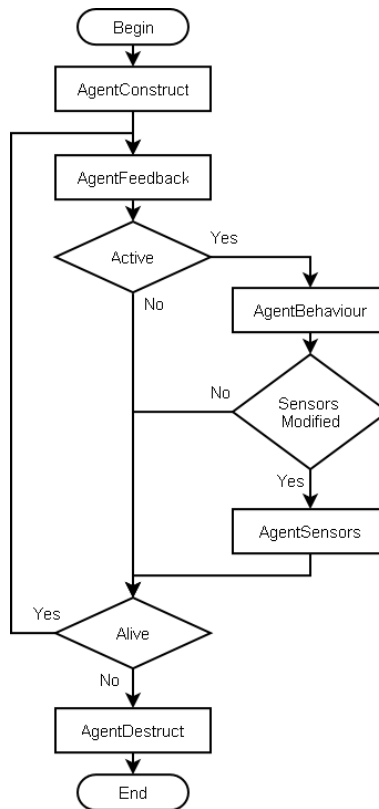 Begin
AgentConstruct
AgentFeedback
Active
Yes
No
AgentBehaviour
No
Sensors
Modified
Yes
AgentSensors
Yes
Alive
No
AgentDestruct
End